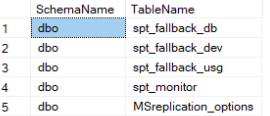 SchemaName TableName
1 dbo spt_fallback_db
2 dbo spt_fallback_dev
3 dbo spt_fallback_usg
4 dbo spt_monitor
5 dbo MSreplication_options